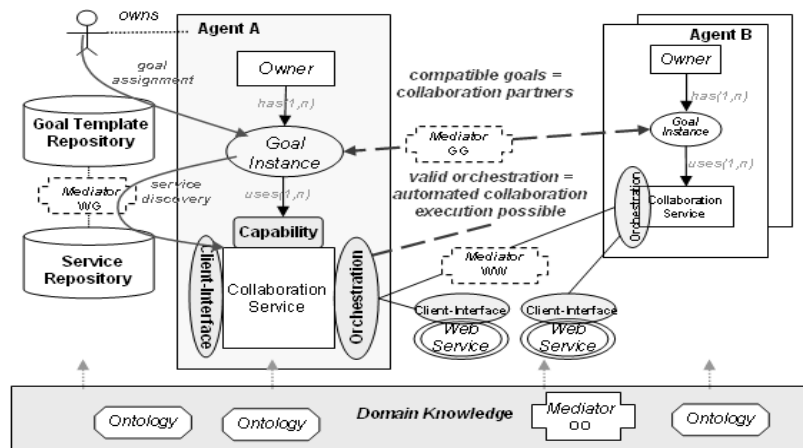 owns
Agent A
Agent B
goal
assignment
Owner
Owner
compatible goals =
collaboration partners
has(1,n)
has(1,n)
Goal Template
Repository
Goal
Instance
Mediator
GG
Goal
Instance
Mediator
WG
service
discovery
uses(1,n)
valid orchestration =
automated collaboration
execution possible
uses(1,n)
Capability
Orchestration
Collaboration
Service
Service
Repository
Client-Interface
Collaboration
Service
Orchestration
Mediator
WW
Client-Interface
Web
Service
Client-Interface
Web
Service
Ontology
Ontology
Domain Knowledge
Mediator
OO
Ontology